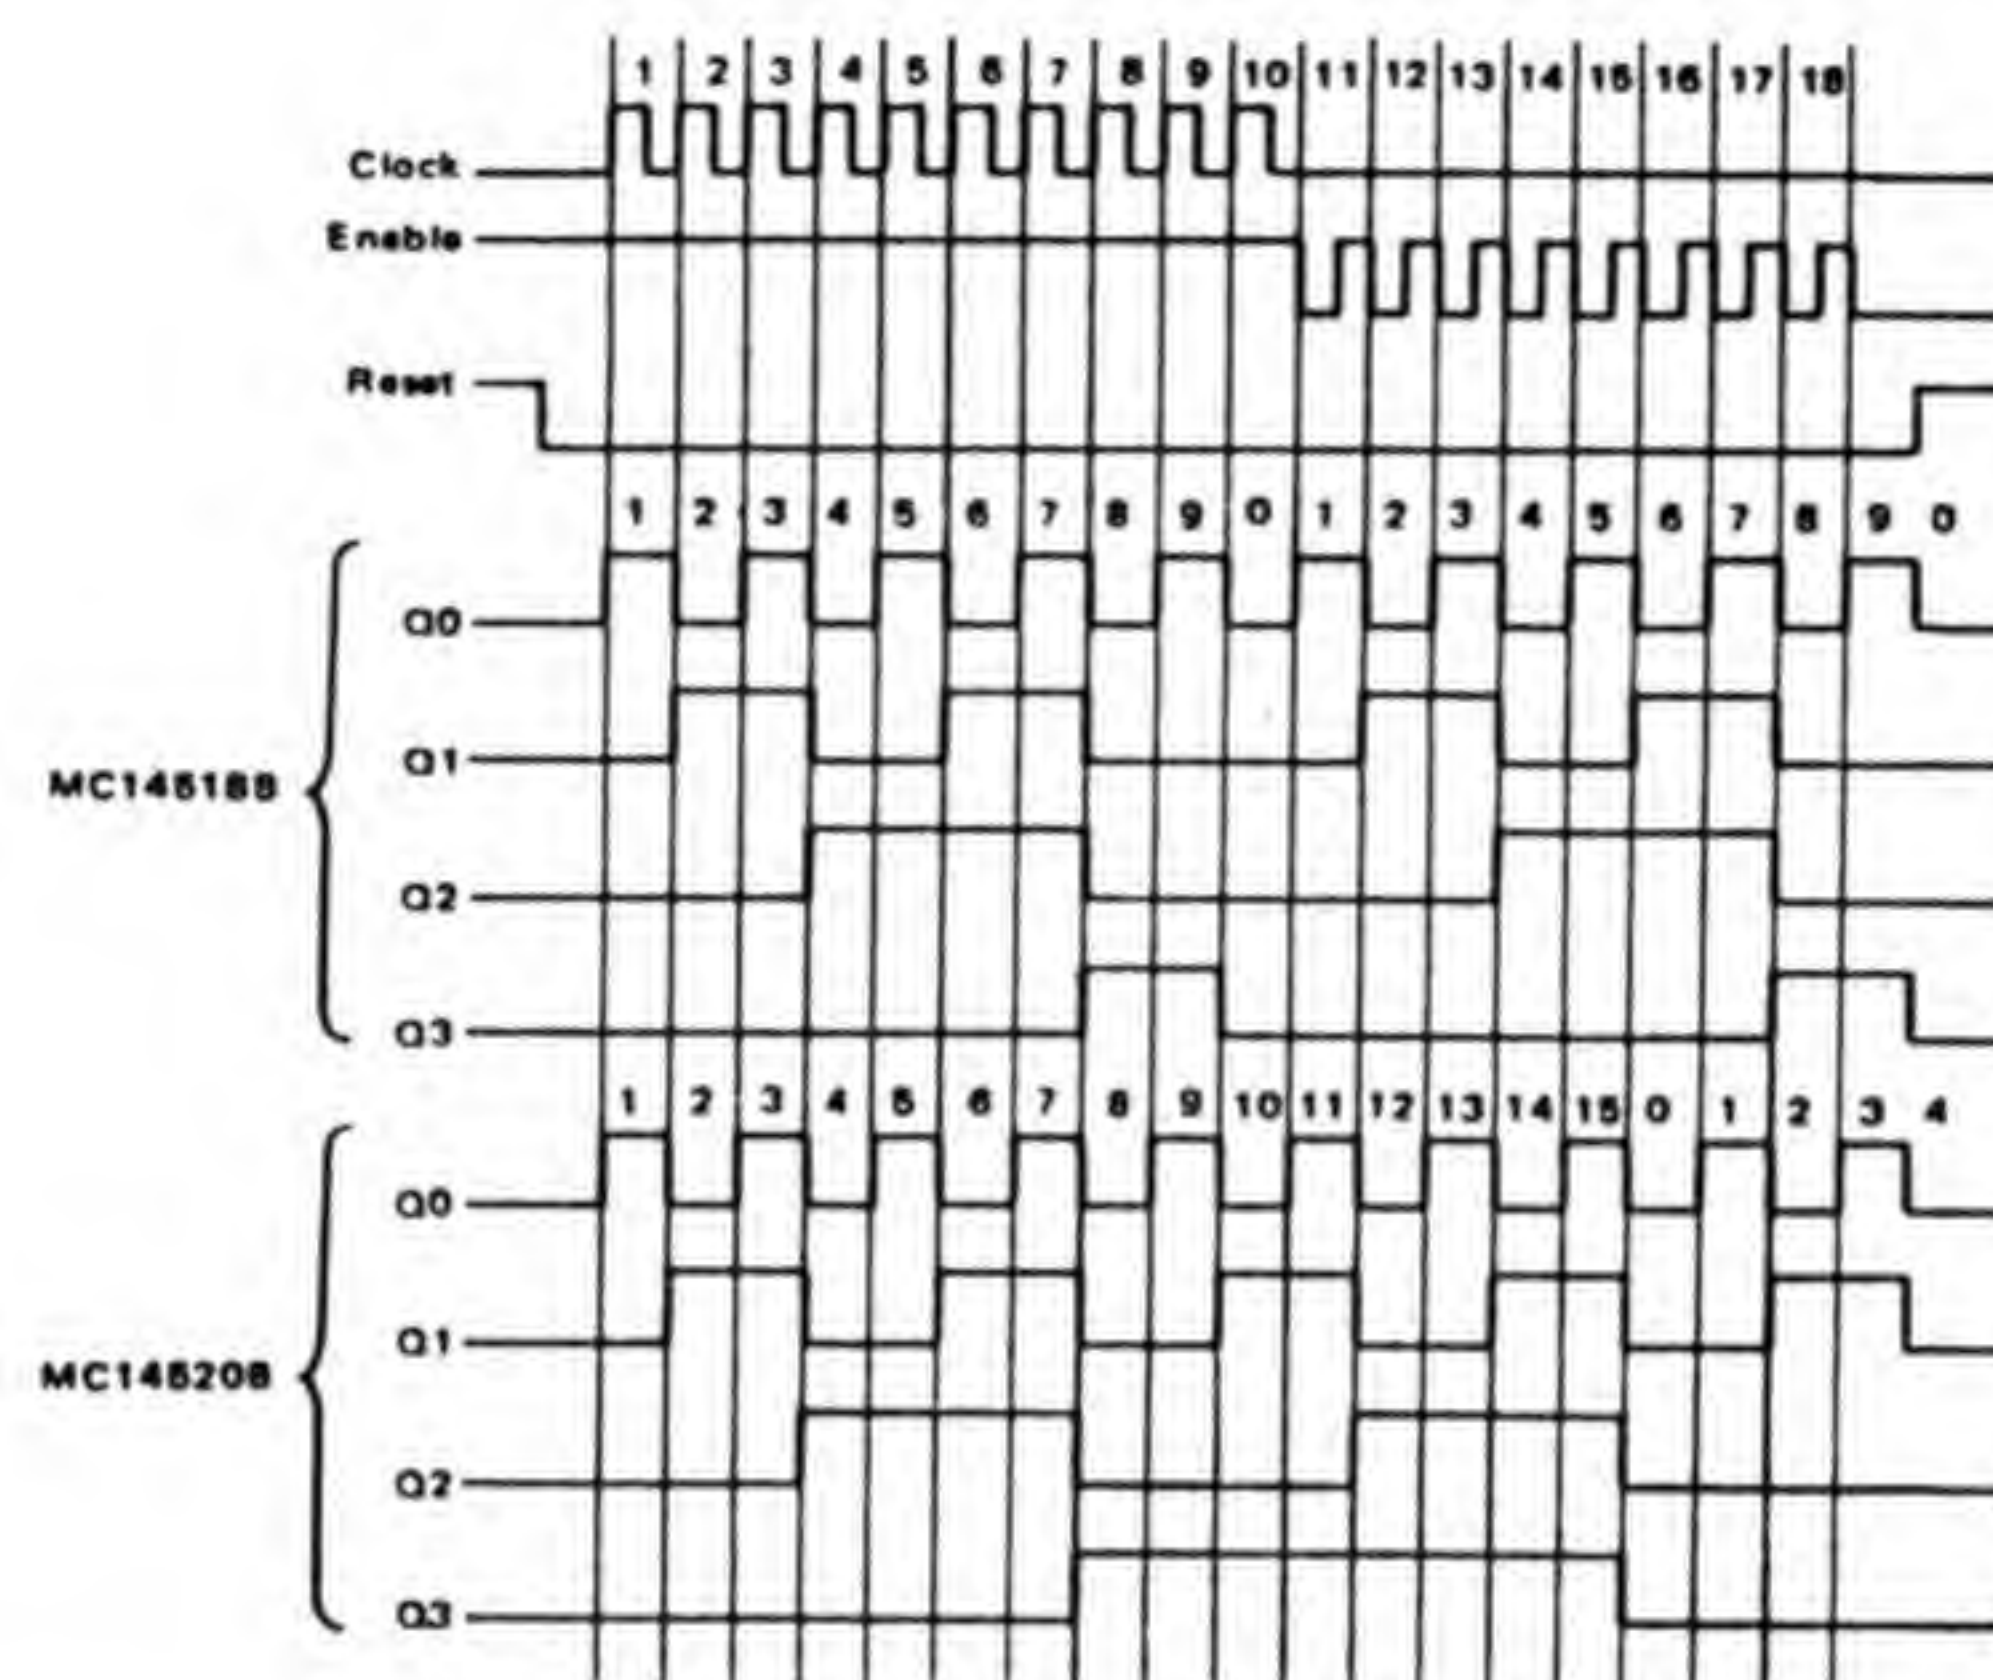 1 2 3 4 5 6 7 8 9 10 11 12 13 14 15 16 17 18
Clock
Enable
Reset
1 2 3 4 5 6 7 8 9 0 1 2 3 4 5 6 7 8 9 0
Q0
Q1
MC14518B
Q2
Q3
1 2 3 4 5 6 7 8 9 10 11 12 13 14 15 0 1 2 3 4
Q0
Q1
MC14520B
Q2
Q3